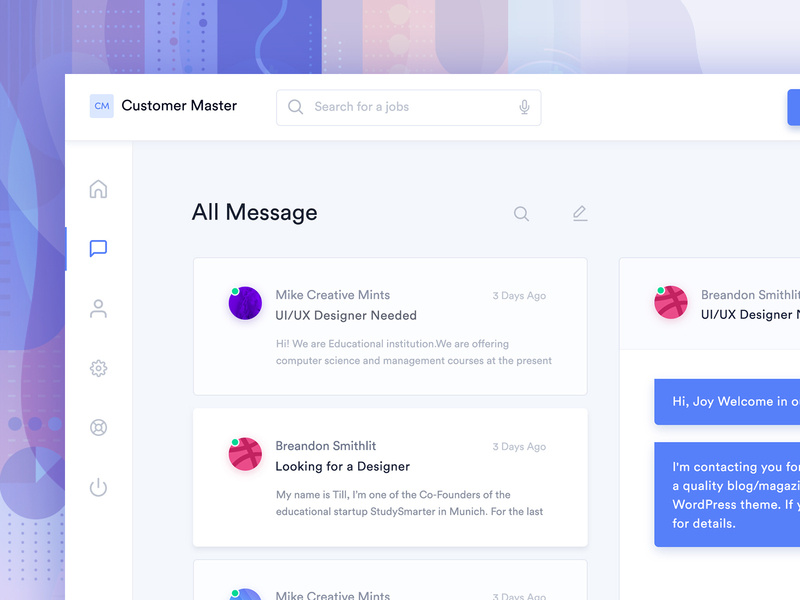 CM Customer Master
Search for a jobs
All Message
Mike Creative Mints
3 Days Ago
UI/UX Designer Needed
Hi! We are Educational institution.We are offering
computer science and management courses at the present
Breandon Smithlit
3 Days Ago
Looking for a Designer
My name is Till, I'm one of the Co-Founders of the
educational startup StudySmarter in Munich. For the last
Mike Creative Mints
3 Days Ago
Breandon Smithlit
UI/UX Designer
Hi, Joy Welcome in
I'm contacting you for
a quality
WordPress theme. If
for details.